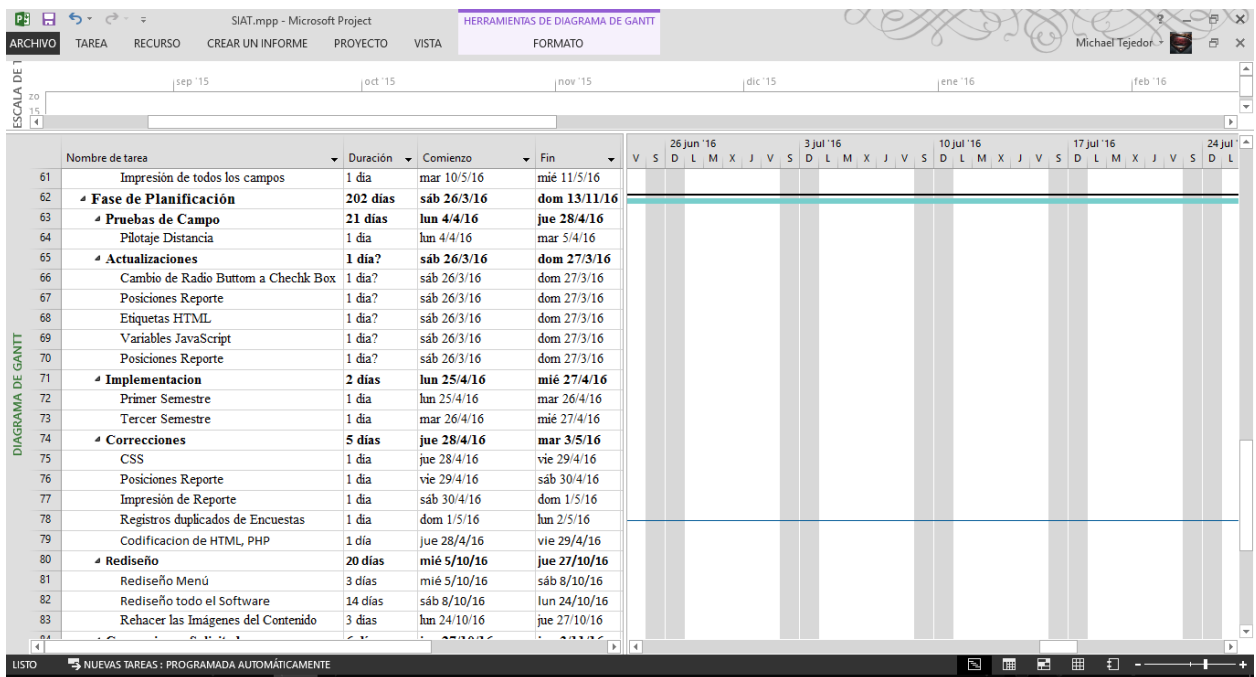 SIAT.mpp - Microsoft Project
HERRAMIENTAS DE DIAGRAMA DE GANTT
ARCHIVO TAREA RECURSO CREAR UN INFORME PROYECTO VISTA FORMATO Michael Tejedor
ESCALA DE T
sep '15 oct '15 nov '15 dic '15 ene '16 feb '16
zo
15
26 jun '16 3 jul '16 10 jul '16 17 jul '16 24 jul '
Nombre de tarea Duración Comienzo Fin V S D L M X J V S D L M X J V S D L M X J V S D L M X J V S D L
DIAGRAMA DE GANTT
61 Impresión de todos los campos 1 día mar 10/5/16 mié 11/5/16
62 Fase de Planificación 202 días sáb 26/3/16 dom 13/11/16
63 Pruebas de Campo 21 días lun 4/4/16 jue 28/4/16
64 Pilotaje Distancia 1 día lun 4/4/16 mar 5/4/16
65 Actualizaciones 1 día? sáb 26/3/16 dom 27/3/16
66 Cambio de Radio Buttom a Chechk Box 1 día? sáb 26/3/16 dom 27/3/16
67 Posiciones Reporte 1 día? sáb 26/3/16 dom 27/3/16
68 Etiquetas HTML 1 día? sáb 26/3/16 dom 27/3/16
69 Variables JavaScript 1 día? sáb 26/3/16 dom 27/3/16
70 Posiciones Reporte 1 día? sáb 26/3/16 dom 27/3/16
71 Implementacion 2 días lun 25/4/16 mié 27/4/16
72 Primer Semestre 1 día lun 25/4/16 mar 26/4/16
73 Tercer Semestre 1 día mar 26/4/16 mié 27/4/16
74 Correcciones 5 días jue 28/4/16 mar 3/5/16
75 CSS 1 día jue 28/4/16 vie 29/4/16
76 Posiciones Reporte 1 día vie 29/4/16 sáb 30/4/16
77 Impresión de Reporte 1 día sáb 30/4/16 dom 1/5/16
78 Registros duplicados de Encuestas 1 día dom 1/5/16 lun 2/5/16
79 Codificacion de HTML, PHP 1 día jue 28/4/16 vie 29/4/16
80 Rediseño 20 días mié 5/10/16 jue 27/10/16
81 Rediseño Menú 3 días mié 5/10/16 sáb 8/10/16
82 Rediseño todo el Software 14 días sáb 8/10/16 lun 24/10/16
83 Rehacer las Imágenes del Contenido 3 días lun 24/10/16 jue 27/10/16
LISTO NUEVAS TAREAS : PROGRAMADA AUTOMÁTICAMENTE